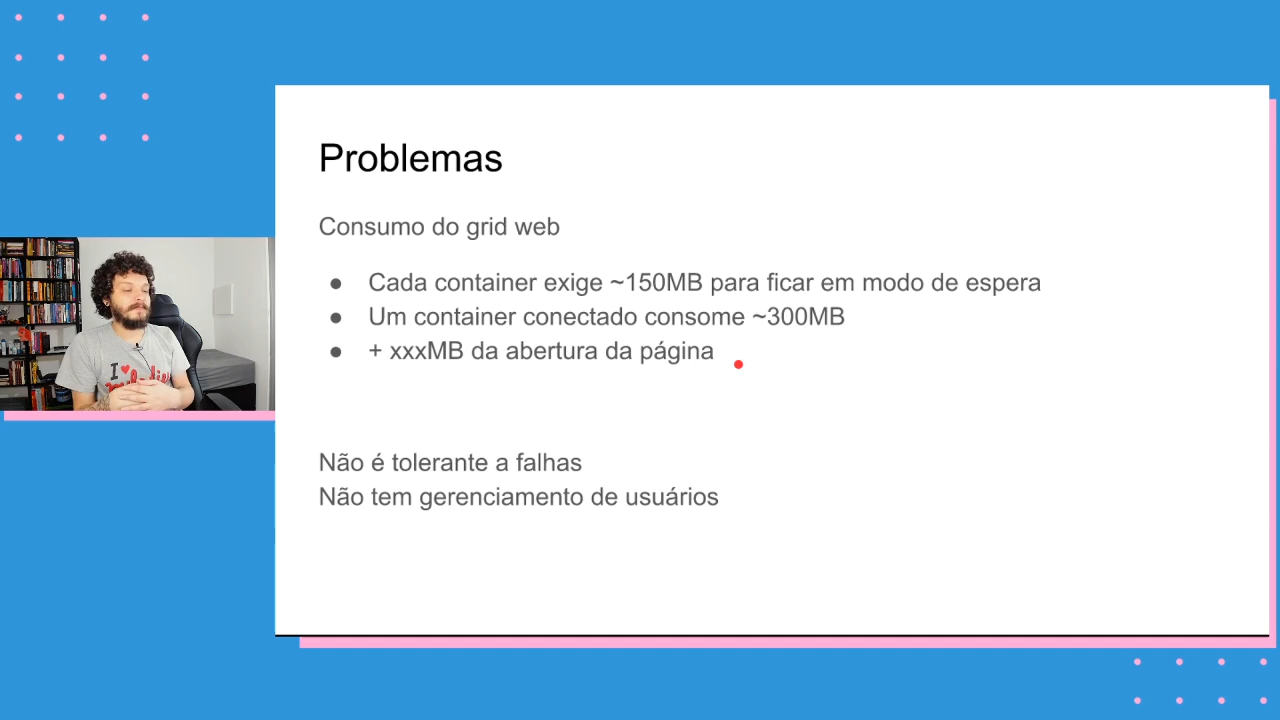 Problemas
Consumo do grid web
● Cada container exige ~150MB para ficar em modo de espera
● Um container conectado consome ~300MB
● + xxxMB da abertura da página
Não é tolerante a falhas
Não tem gerenciamento de usuários
I ♥